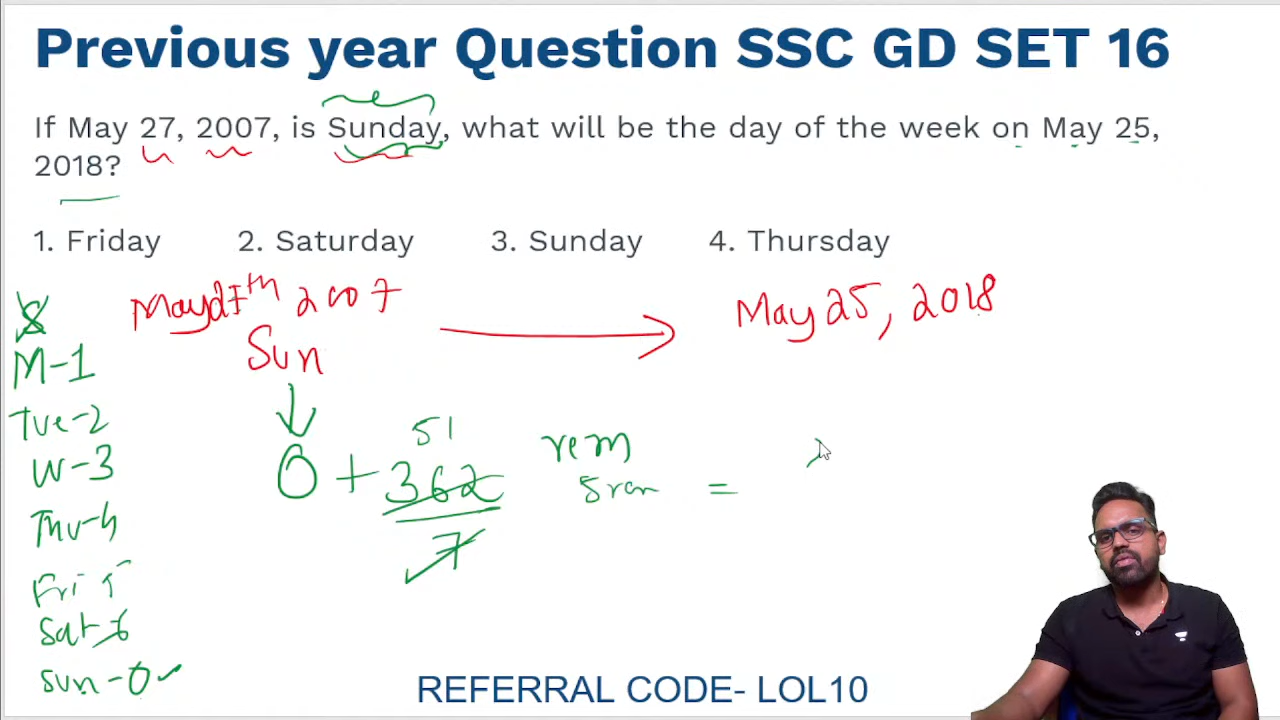 Previous year Question SSC GD SET 16
If May 27, 2007, is Sunday, what will be the day of the week on May 25,
2018?
1. Friday 2. Saturday 3. Sunday 4. Thursday
May 27th 2007 May 25, 2018
Sun
M-1
Tue-2
W-3
Thu-4
Fri 5
Sat-6
Sun-0
51
0 + 362 rem =
7
REFERRAL CODE- LOL10